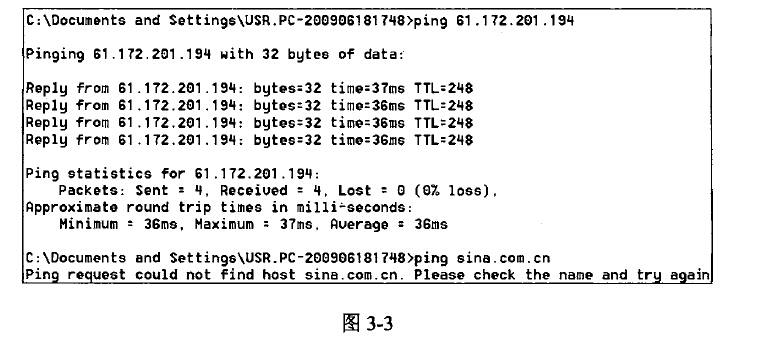 C:\Documents and Settings\USR.PC-200906181748>ping 61.172.201.194
Pinging 61.172.201.194 with 32 bytes of data:
Reply from 61.172.201.194: bytes=32 time=37ms TTL=248
Reply from 61.172.201.194: bytes=32 time=36ms TTL=248
Reply from 61.172.201.194: bytes=32 time=36ms TTL=248
Reply from 61.172.201.194: bytes=32 time=36ms TTL=248
Ping statistics for 61.172.201.194:
Packets: Sent = 4, Received = 4, Lost = 0 (0% loss),
Approximate round trip times in milli-seconds:
Minimum = 36ms, Maximum = 37ms, Average = 36ms
C:\Documents and Settings\USR.PC-200906181748>ping sina.com.cn
Ping request could not find host sina.com.cn. Please check the name and try again
图 3-3